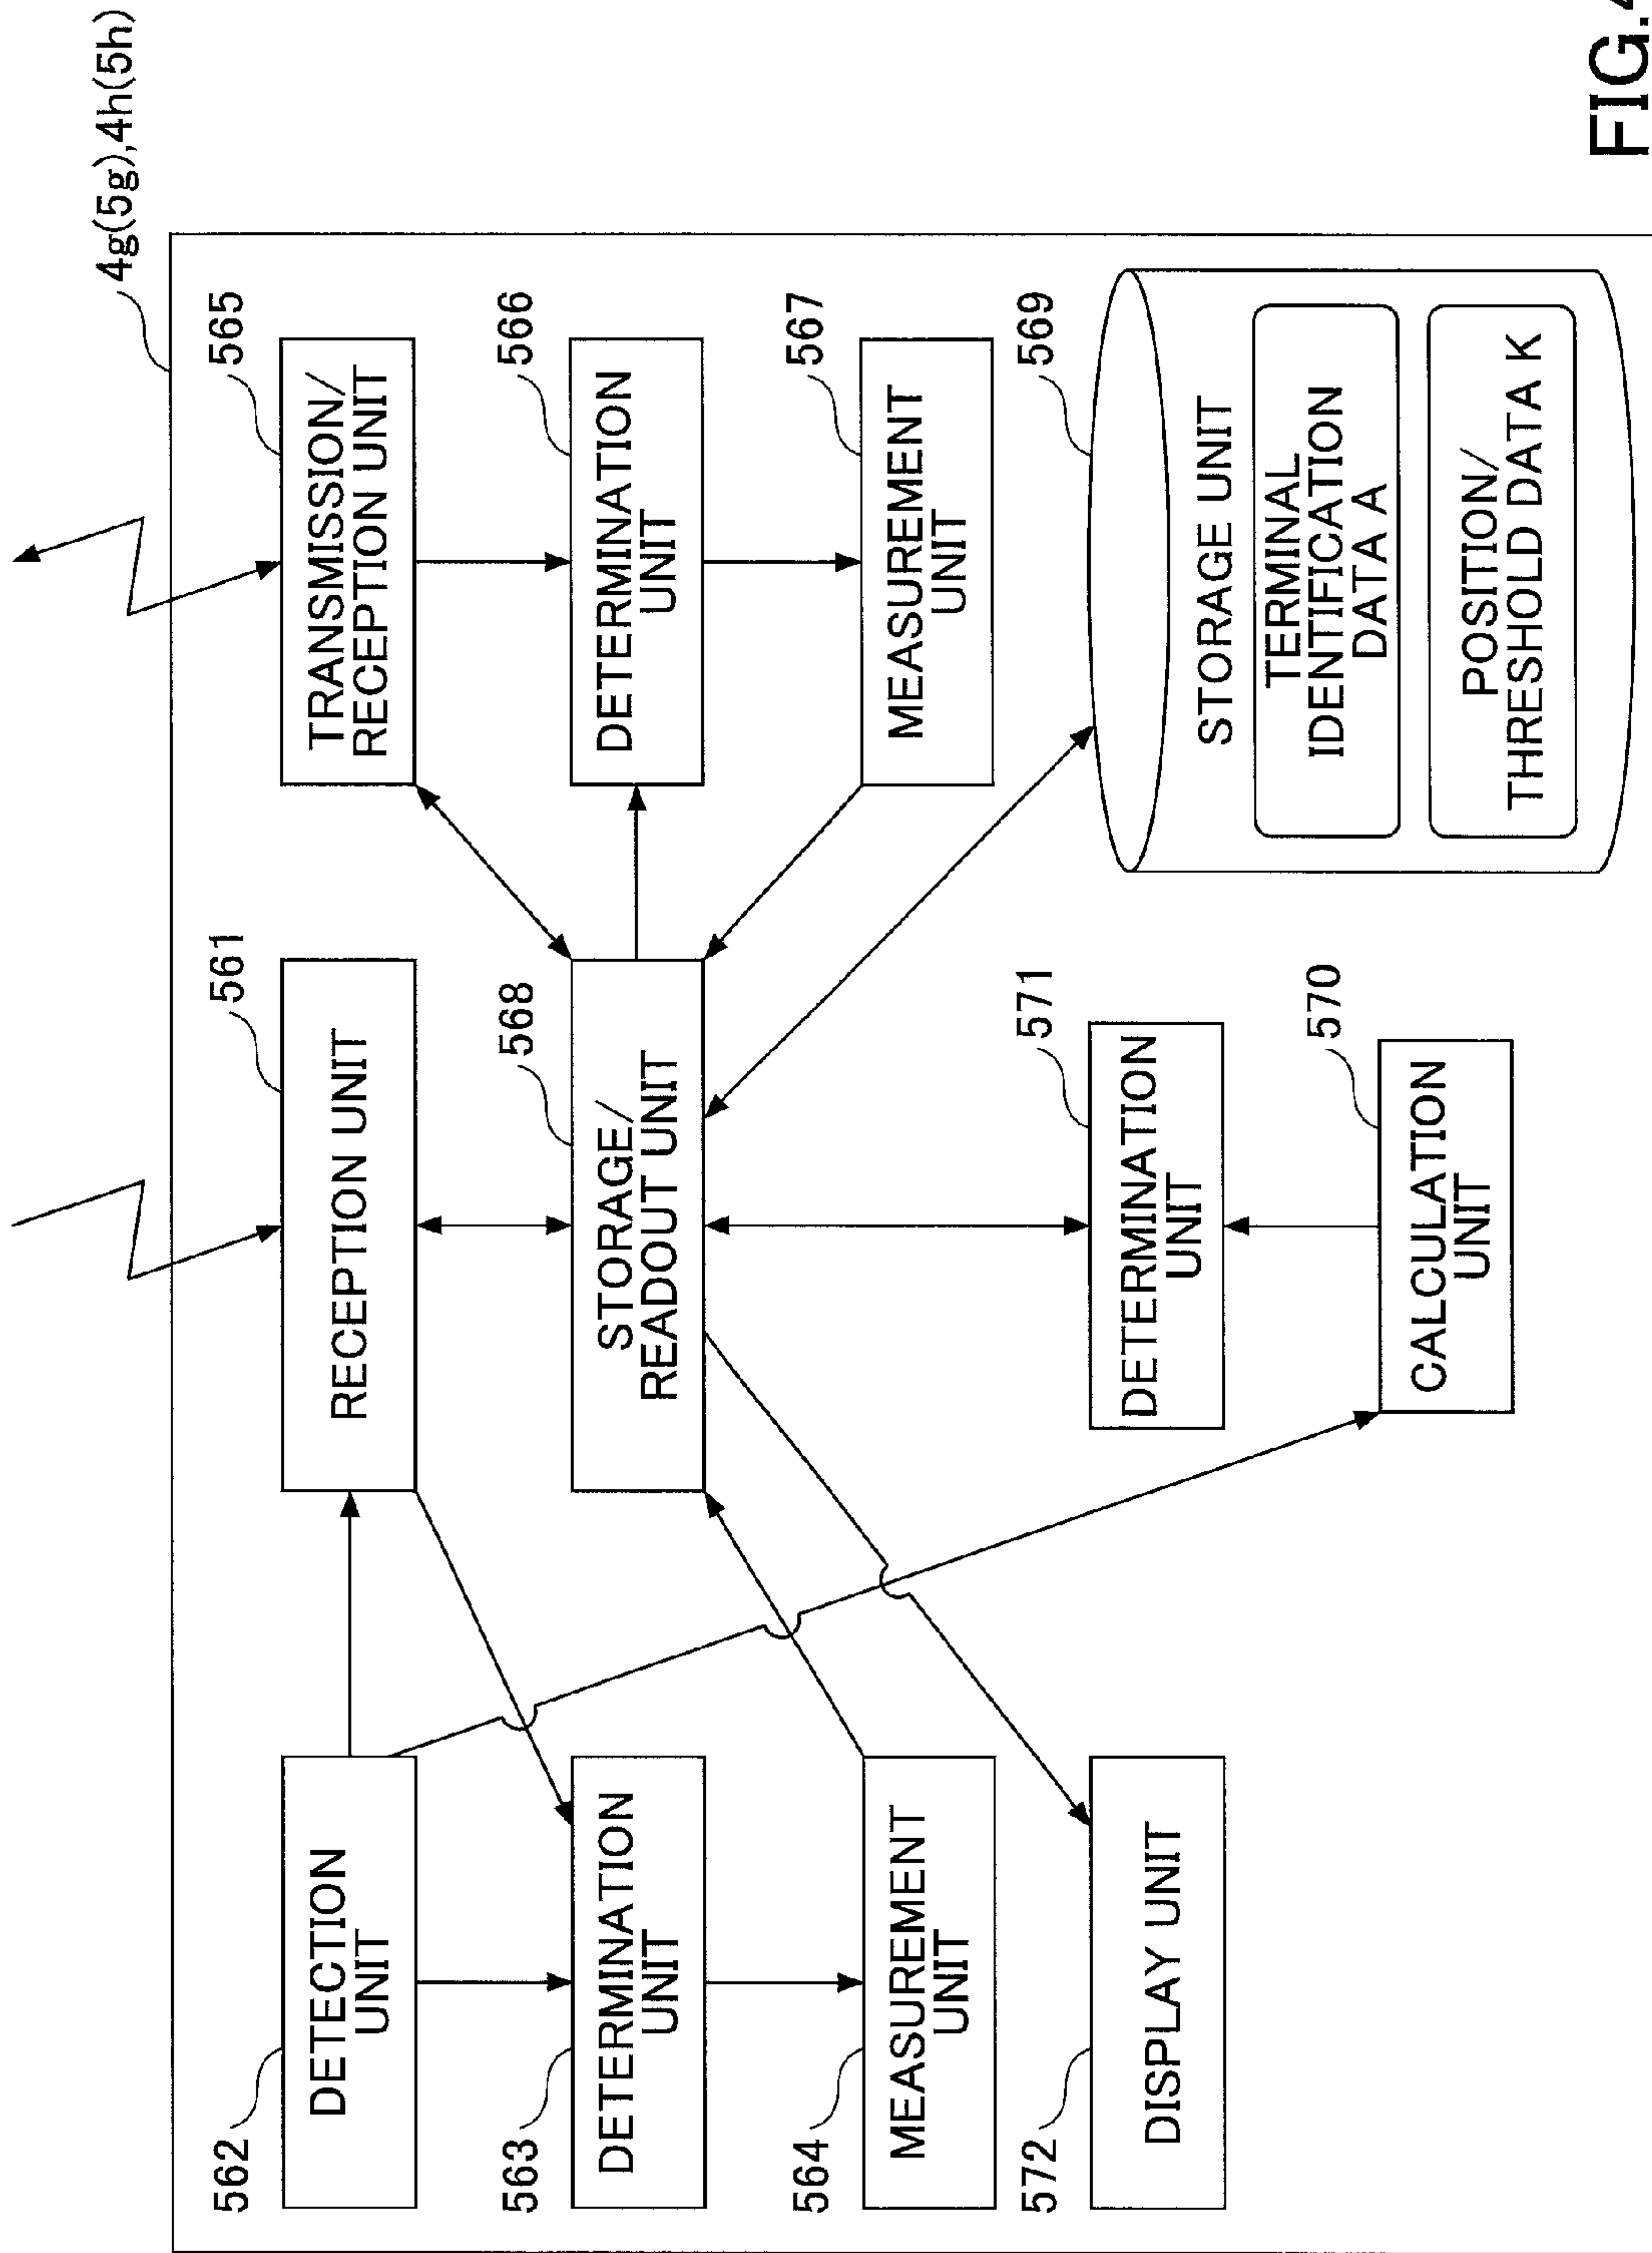 4g(5g),4h(5h)
562
DETECTION
UNIT
561
RECEPTION UNIT
565
TRANSMISSION/
RECEPTION UNIT
563
DETERMINATION
UNIT
568
STORAGE/
READOUT UNIT
566
DETERMINATION
UNIT
564
MEASUREMENT
UNIT
567
MEASUREMENT
UNIT
572
DISPLAY UNIT
571
DETERMINATION
UNIT
570
CALCULATION
UNIT
569
STORAGE UNIT
TERMINAL
IDENTIFICATION
DATA A
POSITION/
THRESHOLD DATA K
FIG.4